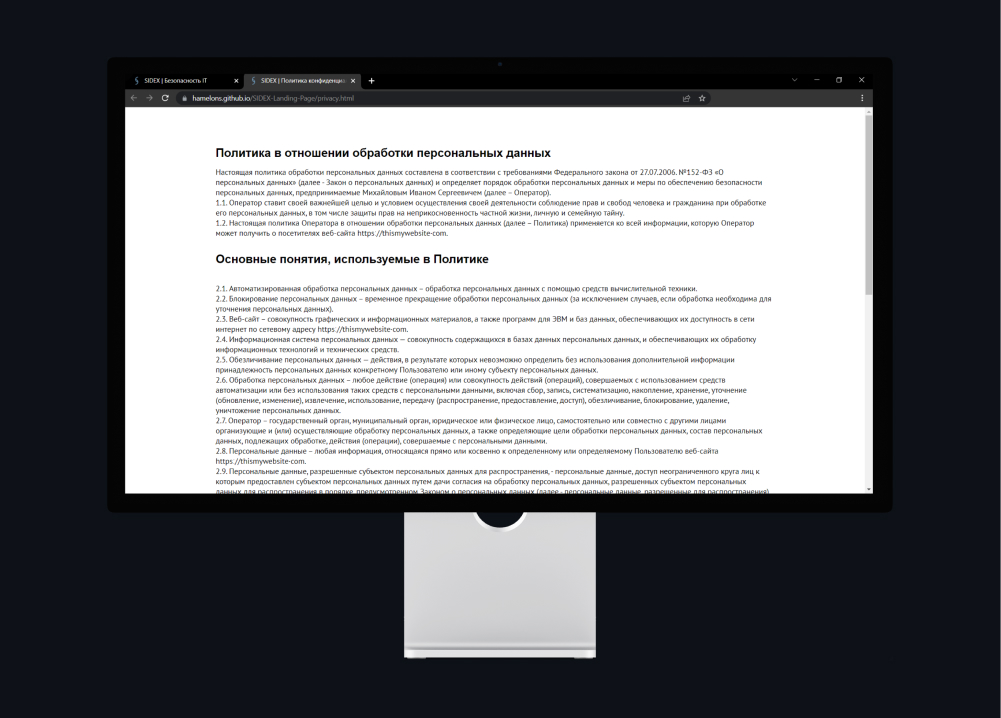 SIDEX | Безопасность IT
SIDEX | Политика конфиденциа
hamelons.github.io/SIDEX-Landing-Page/privacy.html
Политика в отношении обработки персональных данных
Настоящая политика обработки персональных данных составлена в соответствии с требованиями Федерального закона от 27.07.2006. №152-ФЗ «О
персональных данных» (далее - Закон о персональных данных) и определяет порядок обработки персональных данных и меры по обеспечению безопасности
персональных данных, предпринимаемые Михайловым Иваном Сергеевичем (далее – Оператор).
1.1. Оператор ставит своей важнейшей целью и условием осуществления своей деятельности соблюдение прав и свобод человека и гражданина при обработке
его персональных данных, в том числе защиты прав на неприкосновенность частной жизни, личную и семейную тайну.
1.2. Настоящая политика Оператора в отношении обработки персональных данных (далее – Политика) применяется ко всей информации, которую Оператор
может получить о посетителях веб-сайта https://thismywebsite-com.
Основные понятия, используемые в Политике
2.1. Автоматизированная обработка персональных данных – обработка персональных данных с помощью средств вычислительной техники.
2.2. Блокирование персональных данных – временное прекращение обработки персональных данных (за исключением случаев, если обработка необходима для
уточнения персональных данных).
2.3. Веб-сайт – совокупность графических и информационных материалов, а также программ для ЭВМ и баз данных, обеспечивающих их доступность в сети
интернет по сетевому адресу https://thismywebsite-com.
2.4. Информационная система персональных данных — совокупность содержащихся в базах данных персональных данных, и обеспечивающих их обработку
информационных технологий и технических средств.
2.5. Обезличивание персональных данных — действия, в результате которых невозможно определить без использования дополнительной информации
принадлежность персональных данных конкретному Пользователю или иному субъекту персональных данных.
2.6. Обработка персональных данных – любое действие (операция) или совокупность действий (операций), совершаемых с использованием средств
автоматизации или без использования таких средств с персональными данными, включая сбор, запись, систематизацию, накопление, хранение, уточнение
(обновление, изменение), извлечение, использование, передачу (распространение, предоставление, доступ), обезличивание, блокирование, удаление,
уничтожение персональных данных.
2.7. Оператор – государственный орган, муниципальный орган, юридическое или физическое лицо, самостоятельно или совместно с другими лицами
организующие и (или) осуществляющие обработку персональных данных, а также определяющие цели обработки персональных данных, состав персональных
данных, подлежащих обработке, действия (операции), совершаемые с персональными данными.
2.8. Персональные данные – любая информация, относящаяся прямо или косвенно к определенному или определяемому Пользователю веб-сайта
https://thismywebsite-com.
2.9. Персональные данные, разрешенные субъектом персональных данных для распространения, - персональные данные, доступ неограниченного круга лиц к
которым предоставлен субъектом персональных данных путем дачи согласия на обработку персональных данных, разрешенных субъектом персональных
данных для распространения в порядке, предусмотренном Законом о персональных данных (далее - персональные данные, разрешенные для распространения)